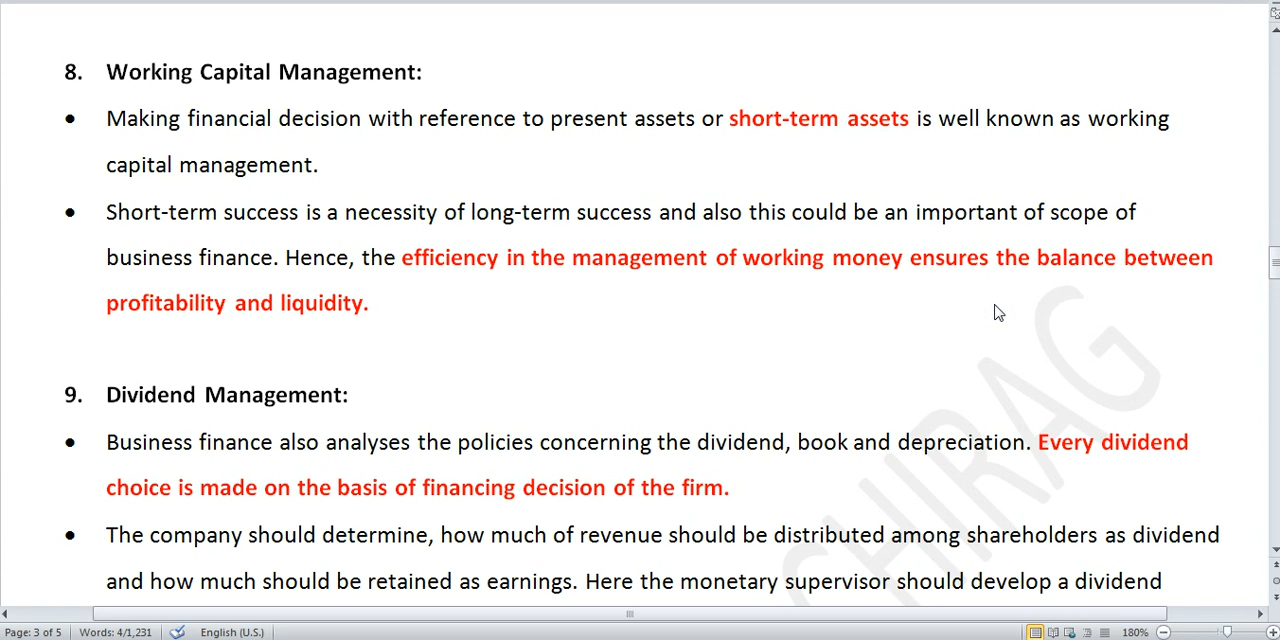 8. Working Capital Management:
• Making financial decision with reference to present assets or short-term assets is well known as working
capital management.
• Short-term success is a necessity of long-term success and also this could be an important of scope of
business finance. Hence, the efficiency in the management of working money ensures the balance between
profitability and liquidity.
9. Dividend Management:
• Business finance also analyses the policies concerning the dividend, book and depreciation. Every dividend
choice is made on the basis of financing decision of the firm.
• The company should determine, how much of revenue should be distributed among shareholders as dividend
and how much should be retained as earnings. Here the monetary supervisor should develop a dividend
CHIRAG
Page: 3 of 5 Words: 4/1,231 English (U.S.) 180%